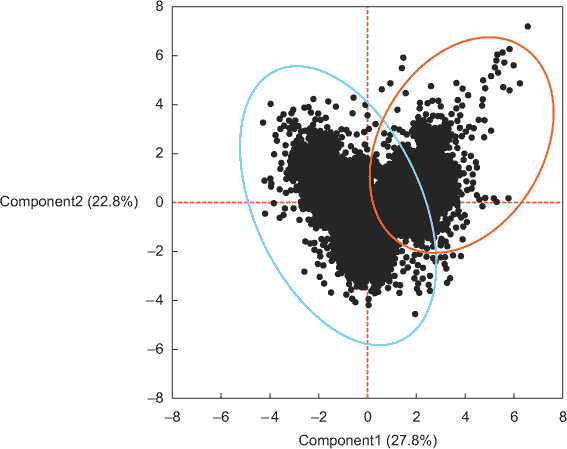 8
6
4
2
Component2 (22.8%) 0
–2
–4
–6
–8
–8 –6 –4 –2 0 2 4 6 8
Component1 (27.8%)